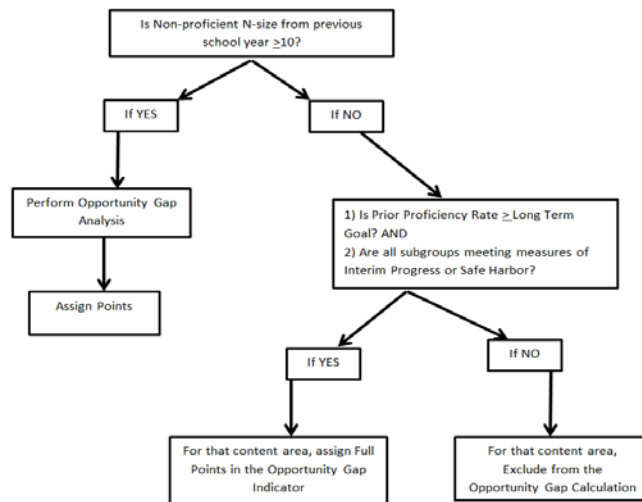 Is Non-proficient N-size from previous
school year ≥10?
If YES
If NO
Perform Opportunity Gap
Analysis
Assign Points
1) Is Prior Proficiency Rate ≥ Long Term
Goal? AND
2) Are all subgroups meeting measures of
Interim Progress or Safe Harbor?
If YES
If NO
For that content area, assign Full
Points in the Opportunity Gap
Indicator
For that content area,
Exclude from the
Opportunity Gap Calculation